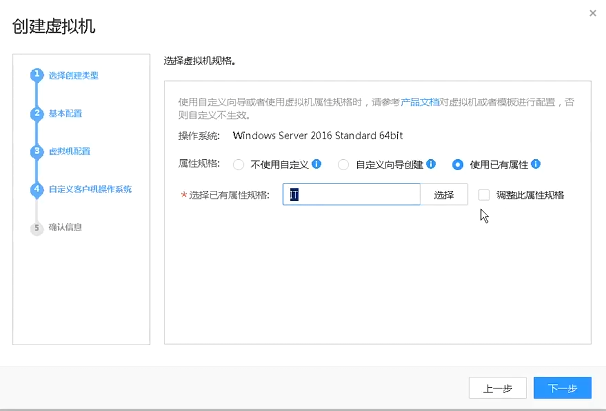 创建虚拟机
1 选择创建类型
2 基本配置
3 虚拟机配置
4 自定义客户机操作系统
5 确认信息
选择虚拟机规格。
使用自定义向导或者使用虚拟机属性规格时，请参考产品文档对虚拟机或者模板进行配置，否
则自定义不生效。
操作系统: Windows Server 2016 Standard 64bit
属性规格: 不使用自定义 自定义向导创建 使用已有属性
*选择已有属性规格: IT 选择 调整此属性规格
上一步 下一步